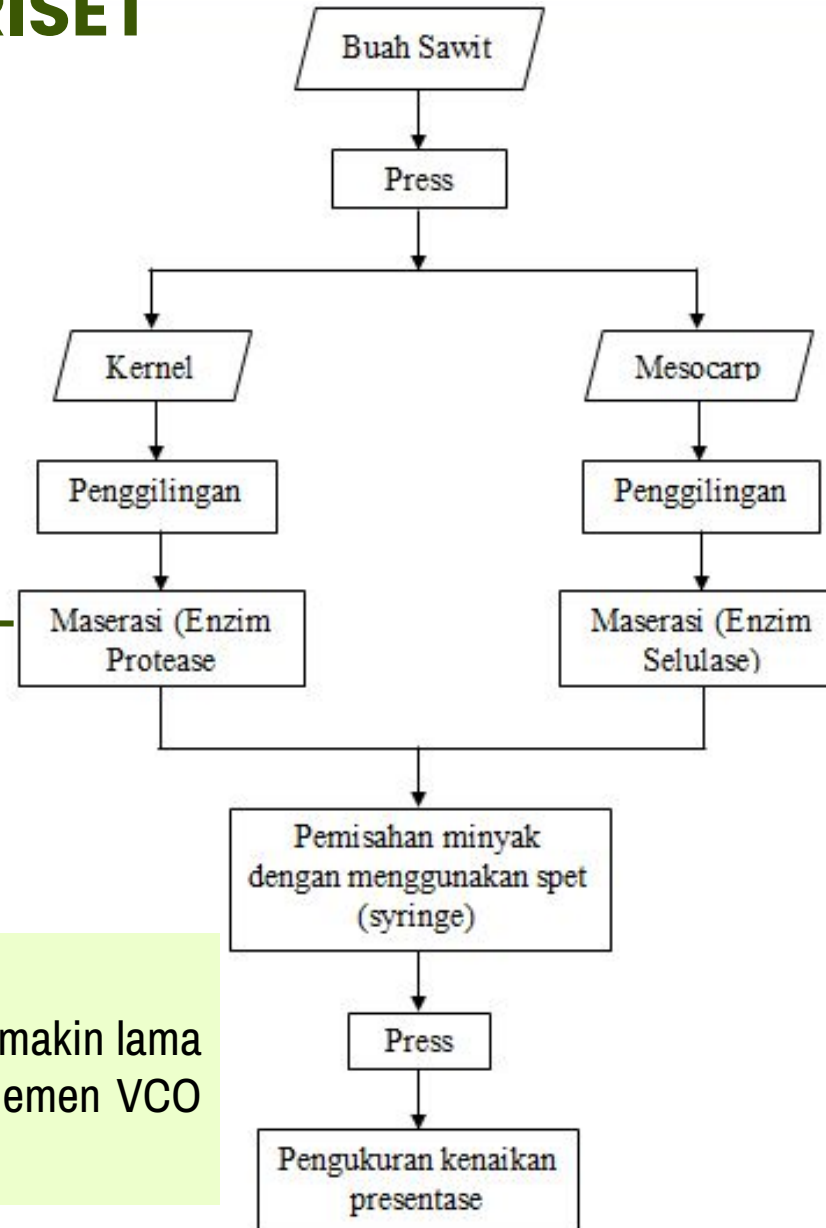 RISET
Buah Sawit
Press
Kernel
Mesocarp
Penggilingan
Penggilingan
Maserasi (Enzim
Protease
Maserasi (Enzim
Selulase)
Pemisahan minyak
dengan menggunakan spet
(syringe)
makin lama
emen VCO
Press
Pengukuran kenaikan
presentase